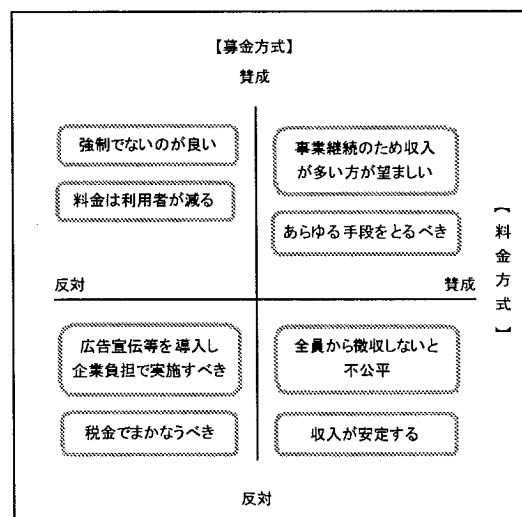 【募金方式】
賛成
強制でないのが良い
料金は利用者が減る
事業継続のため収入
が多い方が望ましい
あらゆる手段をとるべき
【料金方式】
反対
賛成
広告宣伝等を導入し
企業負担で実施すべき
税金でまかなうべき
全員から徴収しないと
不公平
収入が安定する
反対